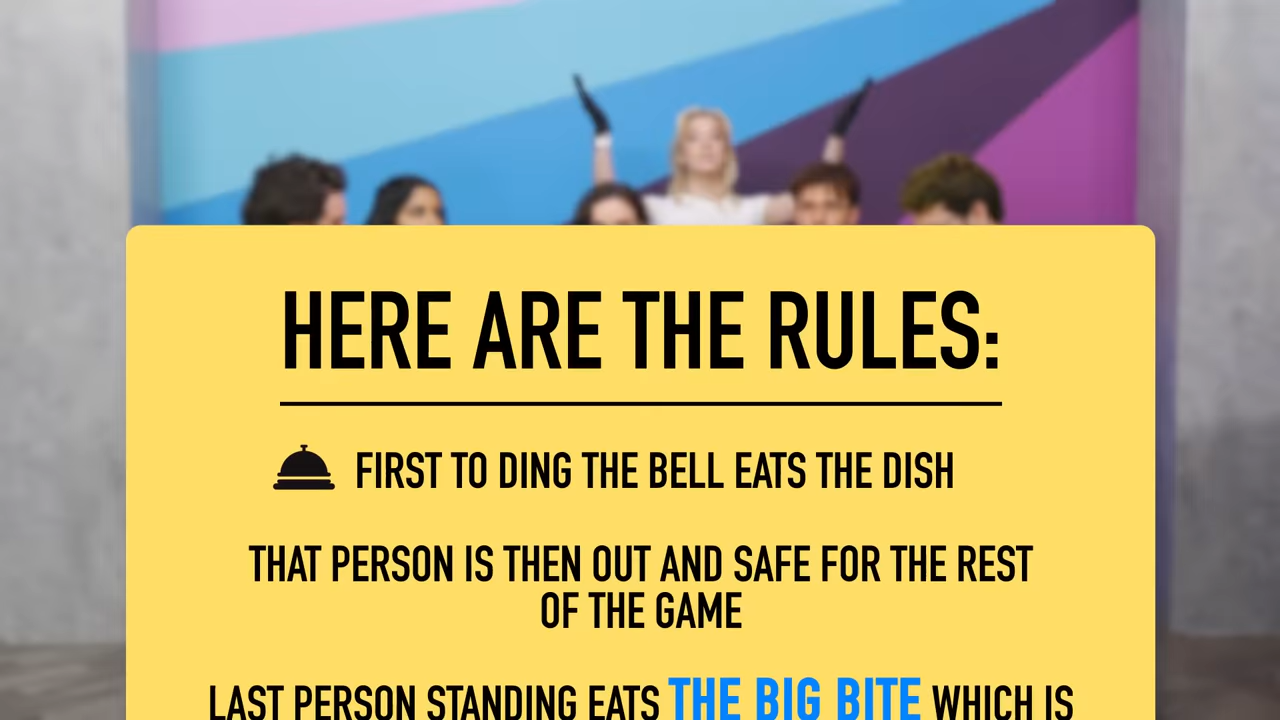 HERE ARE THE RULES:
FIRST TO DING THE BELL EATS THE DISH
THAT PERSON IS THEN OUT AND SAFE FOR THE REST
OF THE GAME
LAST PERSON STANDING EATS THE BIG BITE WHICH IS